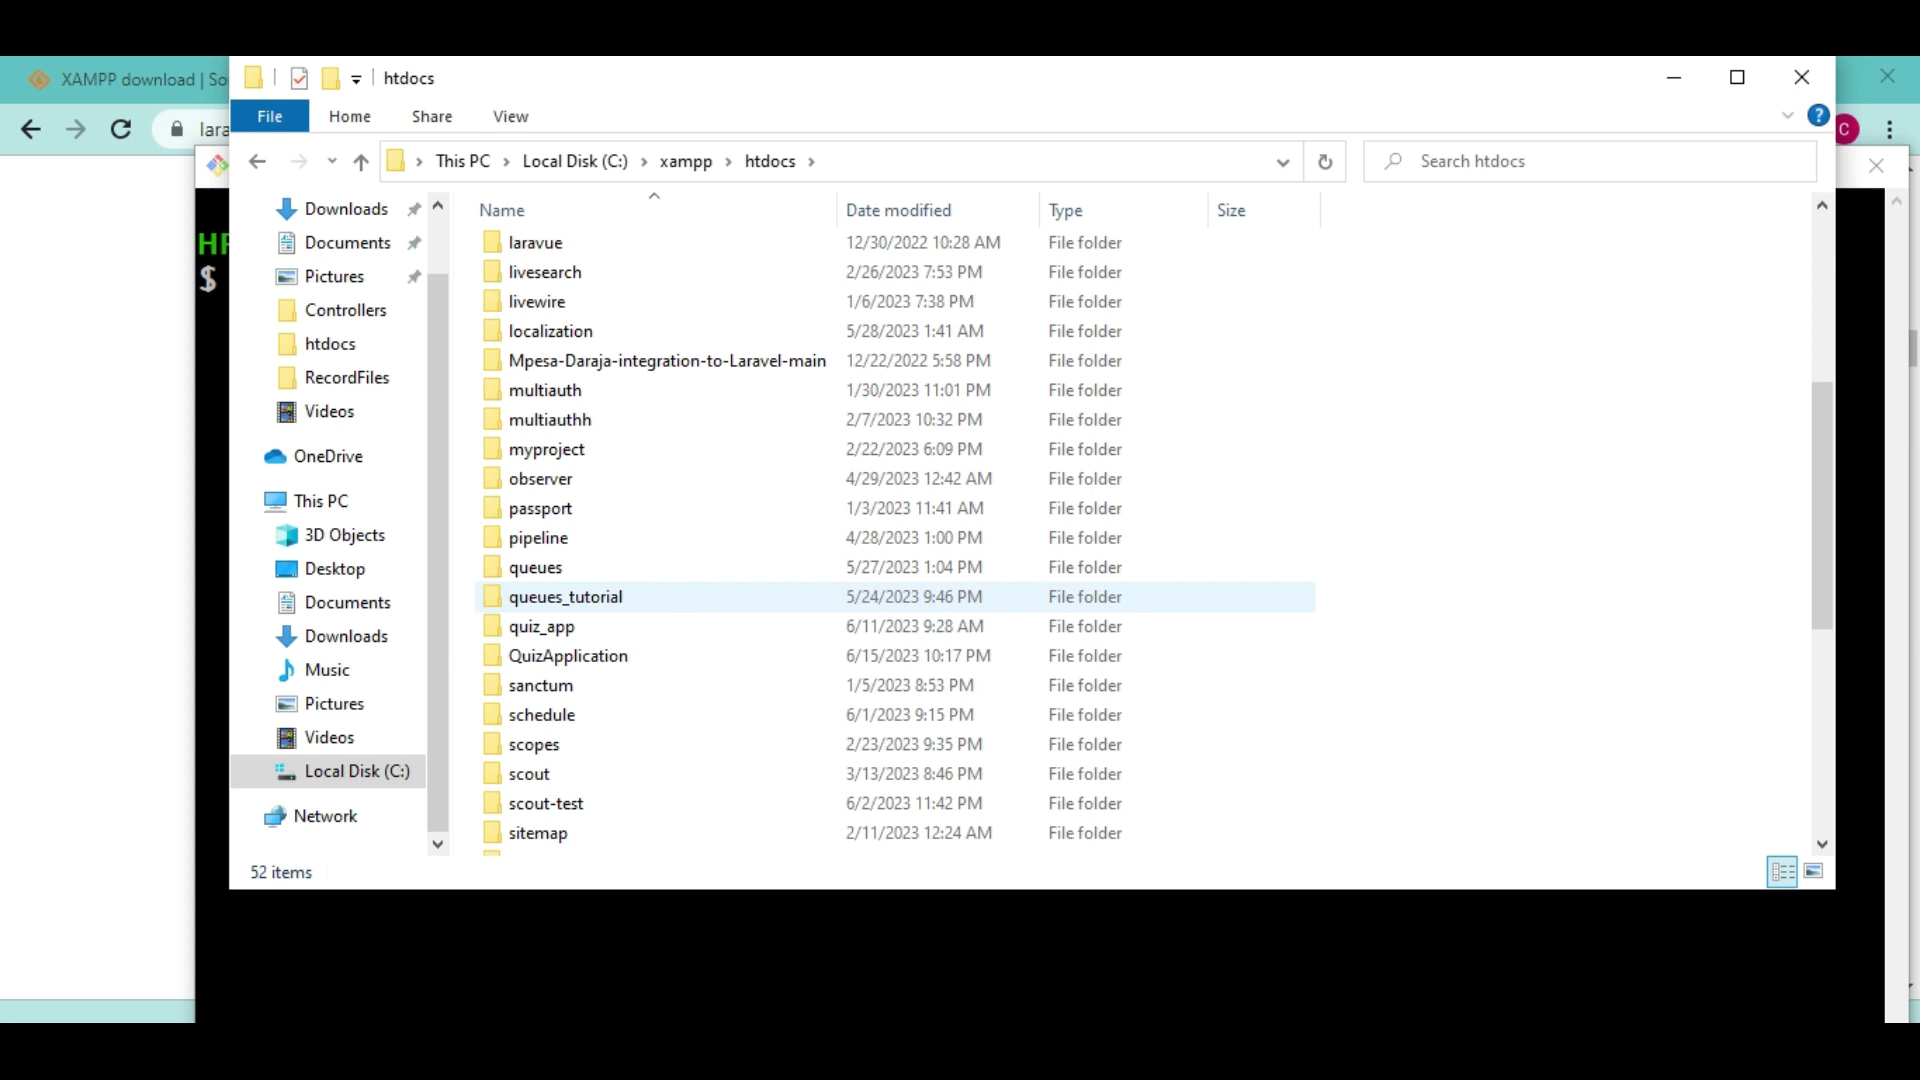 XAMPP download | So
htdocs
File
Home
Share
View
?
lara
C
This PC
Local Disk (C:)
xampp
htdocs
Search htdocs
Downloads
Documents
Pictures
Controllers
htdocs
RecordFiles
Videos
OneDrive
This PC
3D Objects
Desktop
Documents
Downloads
Music
Pictures
Videos
Local Disk (C:)
Network
$
Name Date modified Type Size
laravue 12/30/2022 10:28 AM File folder
livesearch 2/26/2023 7:53 PM File folder
livewire 1/6/2023 7:38 PM File folder
localization 5/28/2023 1:41 AM File folder
Mpesa-Daraja-integration-to-Laravel-main 12/22/2022 5:58 PM File folder
multiauth 1/30/2023 11:01 PM File folder
multiauthh 2/7/2023 10:32 PM File folder
myproject 2/22/2023 6:09 PM File folder
observer 4/29/2023 12:42 AM File folder
passport 1/3/2023 11:41 AM File folder
pipeline 4/28/2023 1:00 PM File folder
queues 5/27/2023 1:04 PM File folder
queues_tutorial 5/24/2023 9:46 PM File folder
quiz_app 6/11/2023 9:28 AM File folder
QuizApplication 6/15/2023 10:17 PM File folder
sanctum 1/5/2023 8:53 PM File folder
schedule 6/1/2023 9:15 PM File folder
scopes 2/23/2023 9:35 PM File folder
scout 3/13/2023 8:46 PM File folder
scout-test 6/2/2023 11:42 PM File folder
sitemap 2/11/2023 12:24 AM File folder
52 items